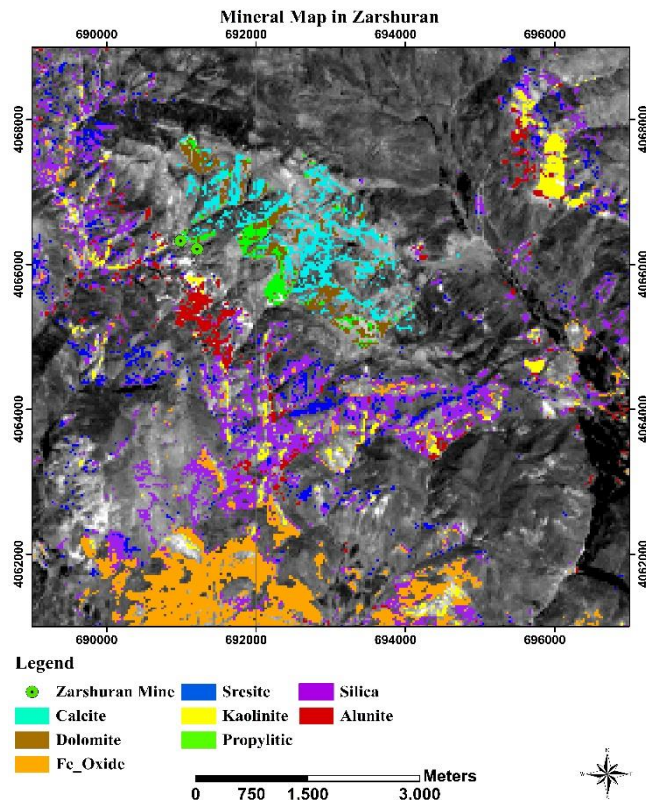 Mineral Map in Zarshuran
690000 692000 694000 696000
4068000 4068000
4066000 4066000
4064000 4064000
4062000 4062000
690000 692000 694000 696000
Legend
Zarshuran Mine Sresite Silica
Calcite Kaolinite Alunite
Dolomite Propylitic
Fe_Oxide
Meters
0 750 1,500 3,000